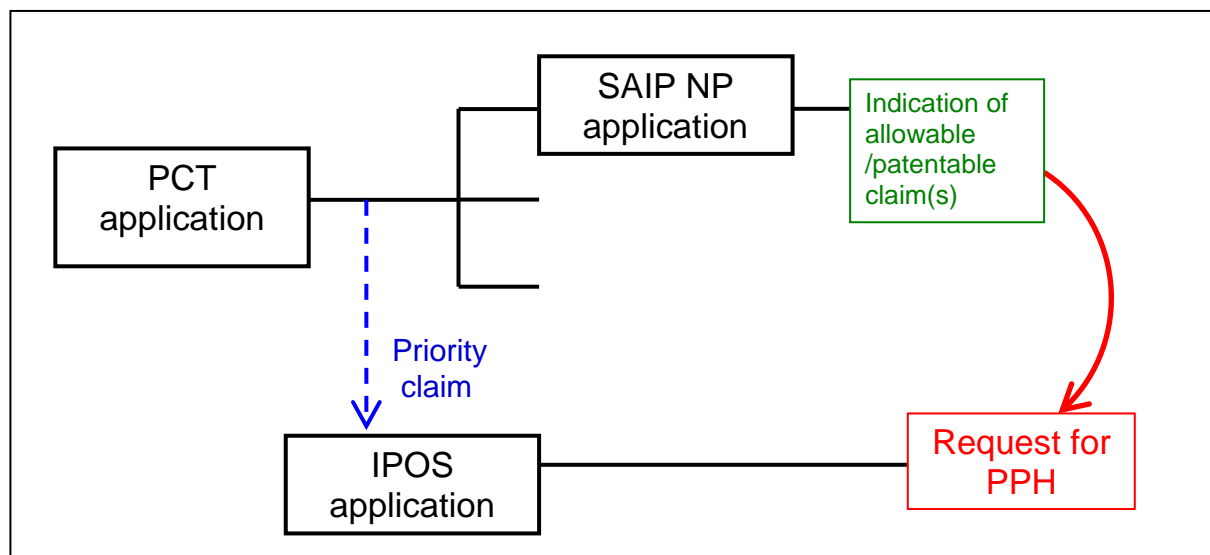 PCT
application
SAIP NP
application
Indication of
allowable
/patentable
claim(s)
Priority
claim
IPOS
application
Request for
PPH